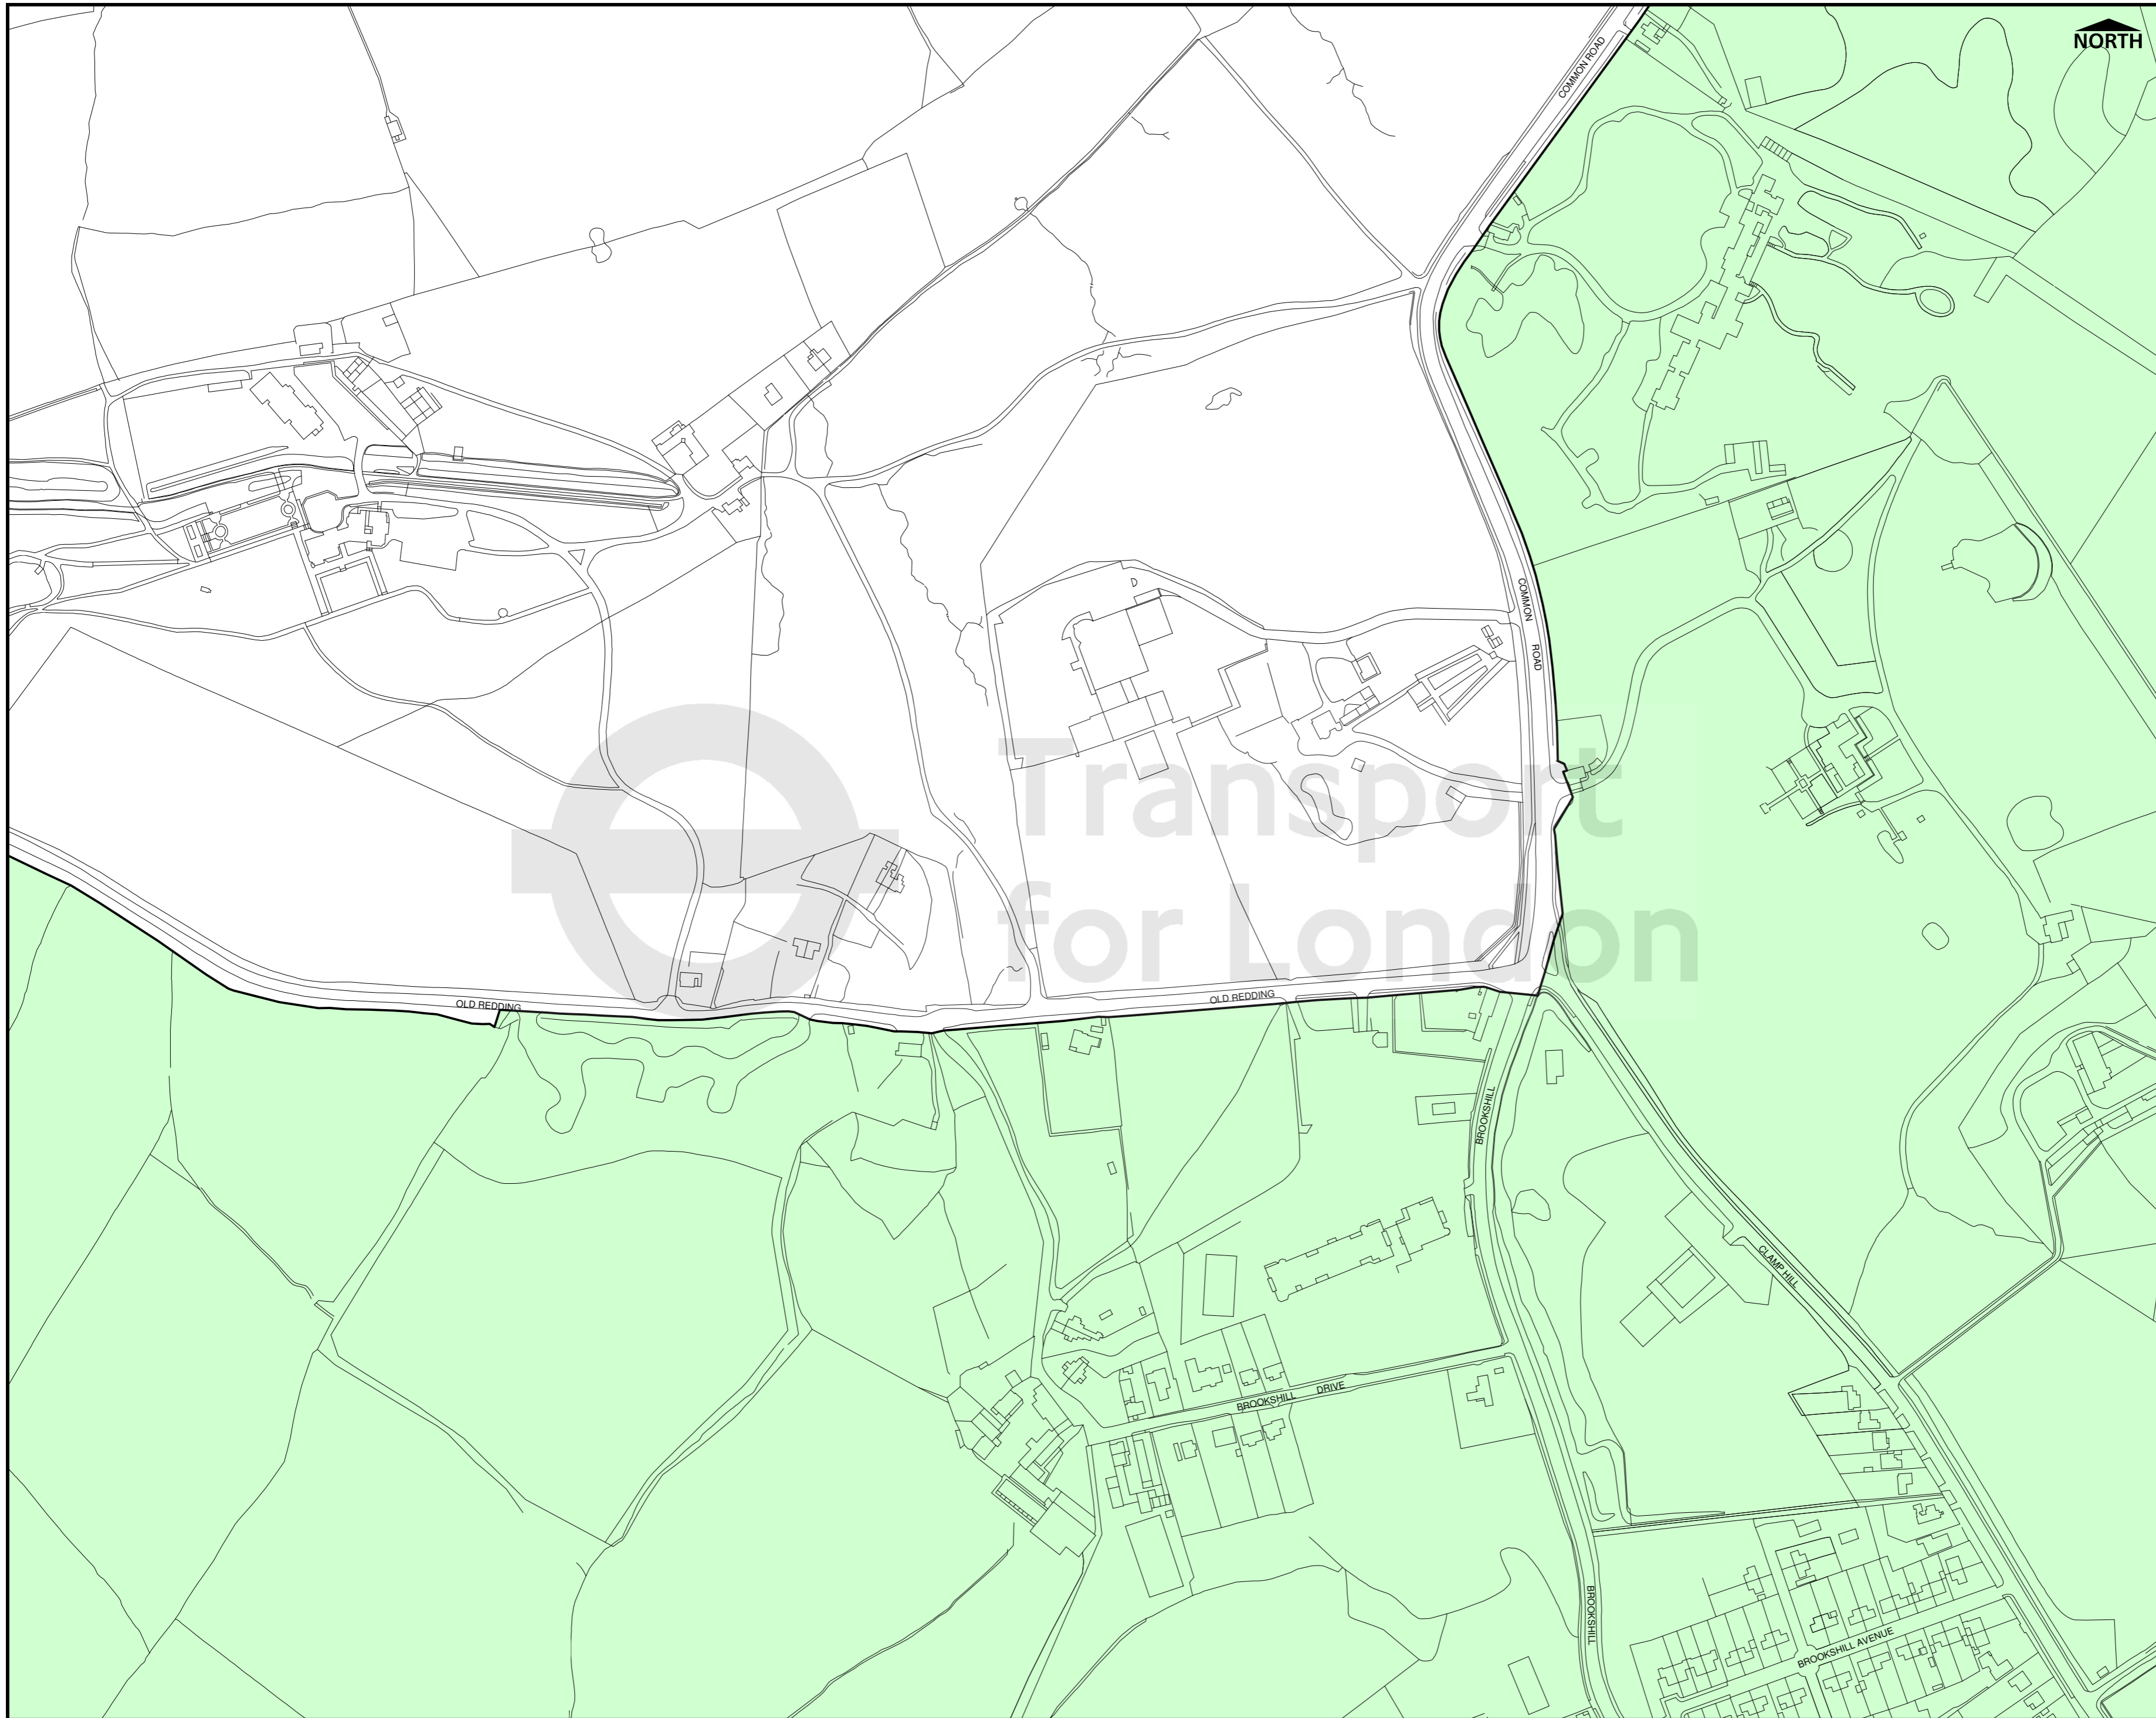 NORTH
COMMON ROAD
COMMON
ROAD
Transport
for London
OLD REDDING
OLD REDDING
BROOKSHILL
CLAMP HILL
BROOKSHILL DRIVE
BROOKSHILL
BROOKSHILL AVENUE